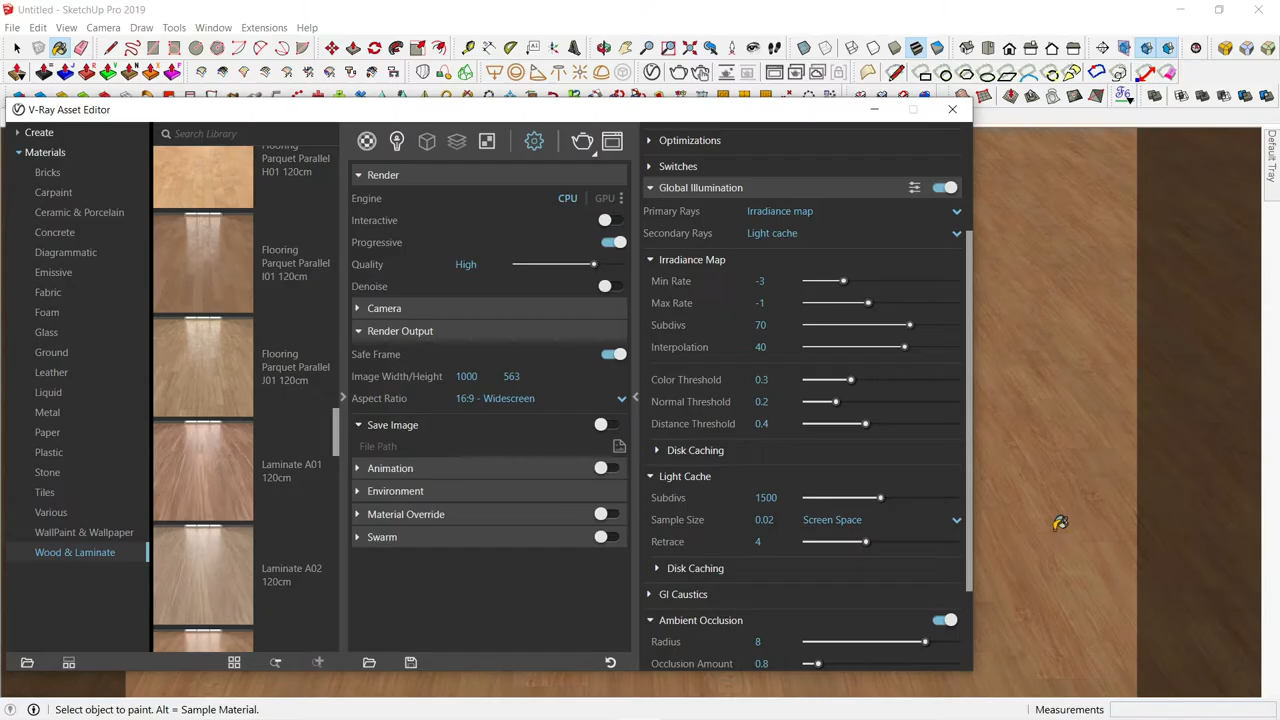 Untitled - SketchUp Pro 2019
File Edit View Camera Draw Tools Window Extensions Help
V-Ray Asset Editor
Create
Materials
Bricks
Carpaint
Ceramic & Porcelain
Concrete
Diagrammatic
Emissive
Fabric
Foam
Glass
Ground
Leather
Liquid
Metal
Paper
Plastic
Stone
Tiles
Various
WallPaint & Wallpaper
Wood & Laminate
Search Library
Flooring
Parquet Parallel
H01 120cm
Flooring
Parquet Parallel
I01 120cm
Flooring
Parquet Parallel
J01 120cm
Laminate A01
120cm
Laminate A02
120cm
Render
Engine CPU GPU
Interactive
Progressive
Quality High
Denoise
Camera
Render Output
Safe Frame
Image Width/Height 1000 563
Aspect Ratio 16:9 - Widescreen
Save Image
File Path
Animation
Environment
Material Override
Swarm
Optimizations
Switches
Global Illumination
Primary Rays Irradiance map
Secondary Rays Light cache
Irradiance Map
Min Rate -3
Max Rate -1
Subdivs 70
Interpolation 40
Color Threshold 0.3
Normal Threshold 0.2
Distance Threshold 0.4
Disk Caching
Light Cache
Subdivs 1500
Sample Size 0.02 Screen Space
Retrace 4
Disk Caching
GI Caustics
Ambient Occlusion
Radius 8
Occlusion Amount 0.8
Default Tray
Select object to paint. Alt = Sample Material.
Measurements